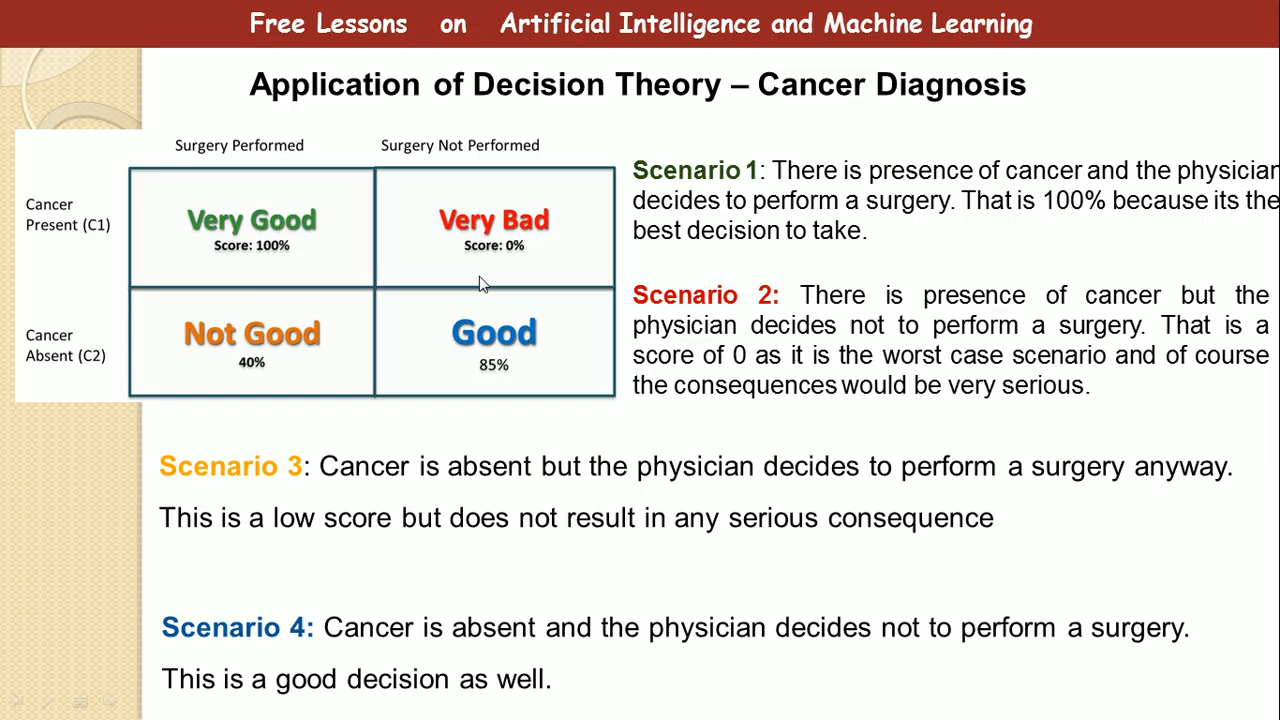 Free Lessons on Artificial Intelligence and Machine Learning
Application of Decision Theory – Cancer Diagnosis
Surgery Performed
Surgery Not Performed
Cancer
Present (C1)
Very Good
Score: 100%
Very Bad
Score: 0%
Cancer
Absent (C2)
Not Good
40%
Good
85%
Scenario 1: There is presence of cancer and the physician
decides to perform a surgery. That is 100% because its the
best decision to take.
Scenario 2: There is presence of cancer but the
physician decides not to perform a surgery. That is a
score of 0 as it is the worst case scenario and of course
the consequences would be very serious.
Scenario 3: Cancer is absent but the physician decides to perform a surgery anyway.
This is a low score but does not result in any serious consequence
Scenario 4: Cancer is absent and the physician decides not to perform a surgery.
This is a good decision as well.